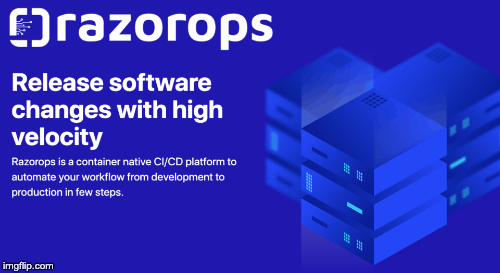 razorops
Release software
changes with high
velocity
Razorops is a container native CI/CD platform to
automate your workflow from development to
production in few steps.
imgflip.com